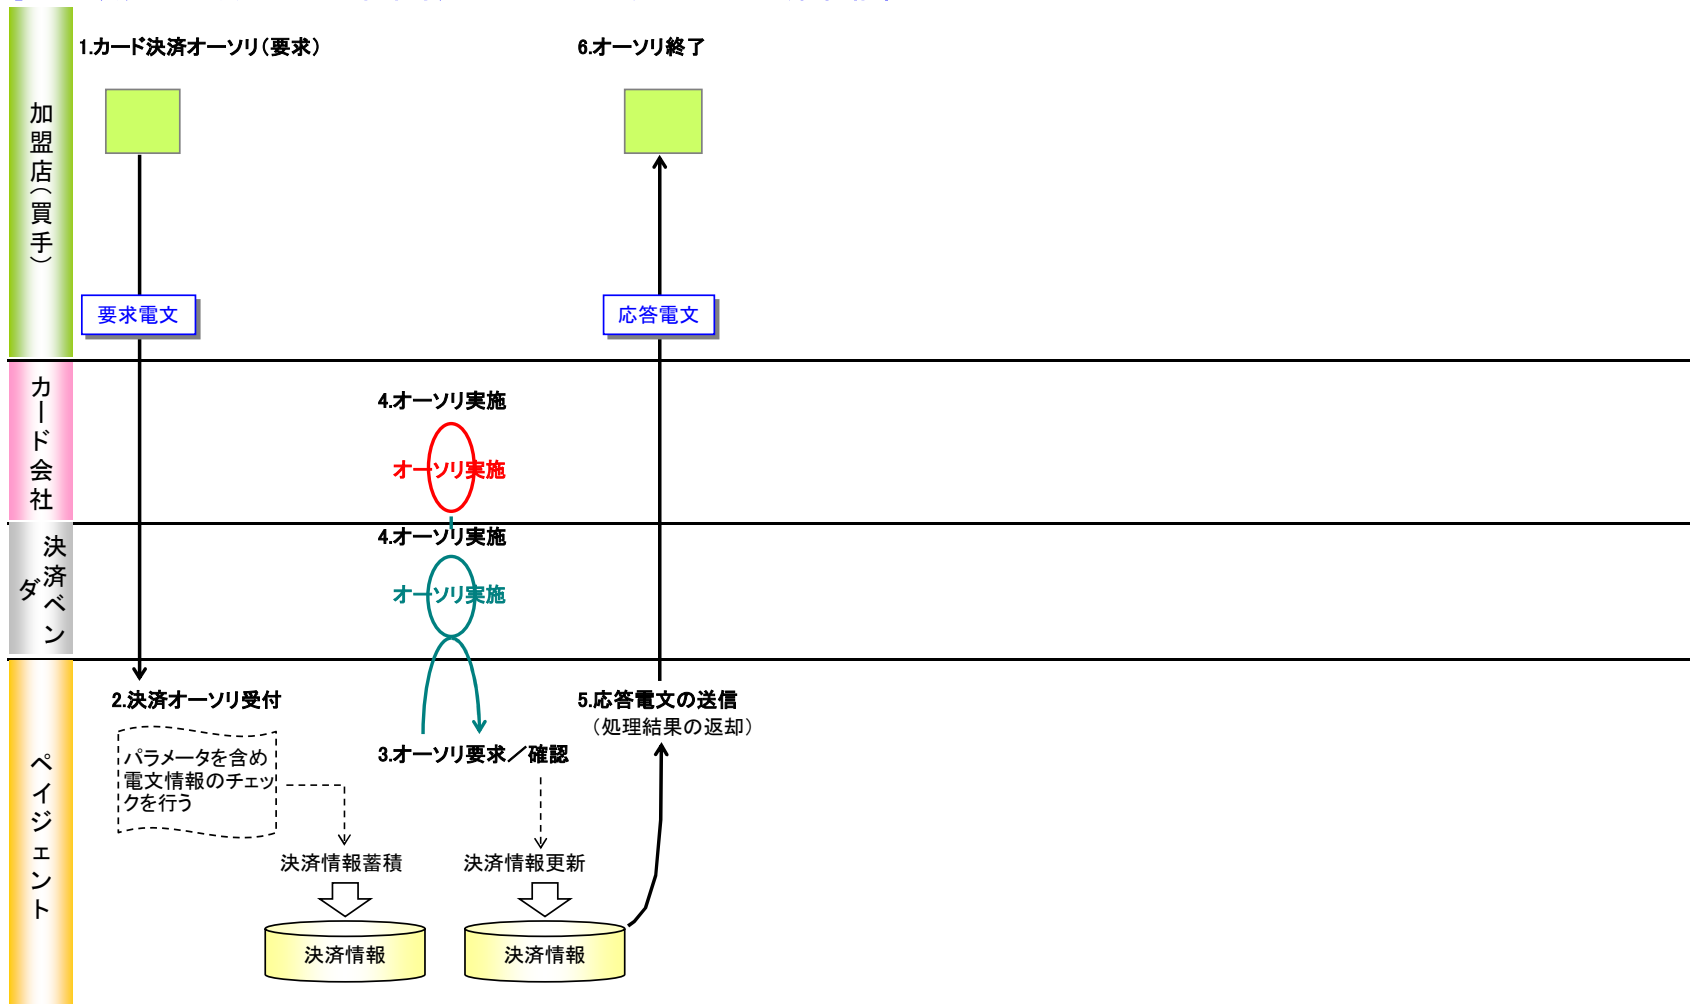 1.カード決済オーソリ（要求）
6.オーソリ終了
加盟店（買手）
要求電文
応答電文
カード会社
4.オーソリ実施
オーソリ実施
決済ベンダ
4.オーソリ実施
オーソリ実施
ペイジェント
2.決済オーソリ受付
パラメータを含め
電文情報のチェッ
クを行う
3.オーソリ要求／確認
5.応答電文の送信
（処理結果の返却）
決済情報蓄積
決済情報更新
決済情報
決済情報